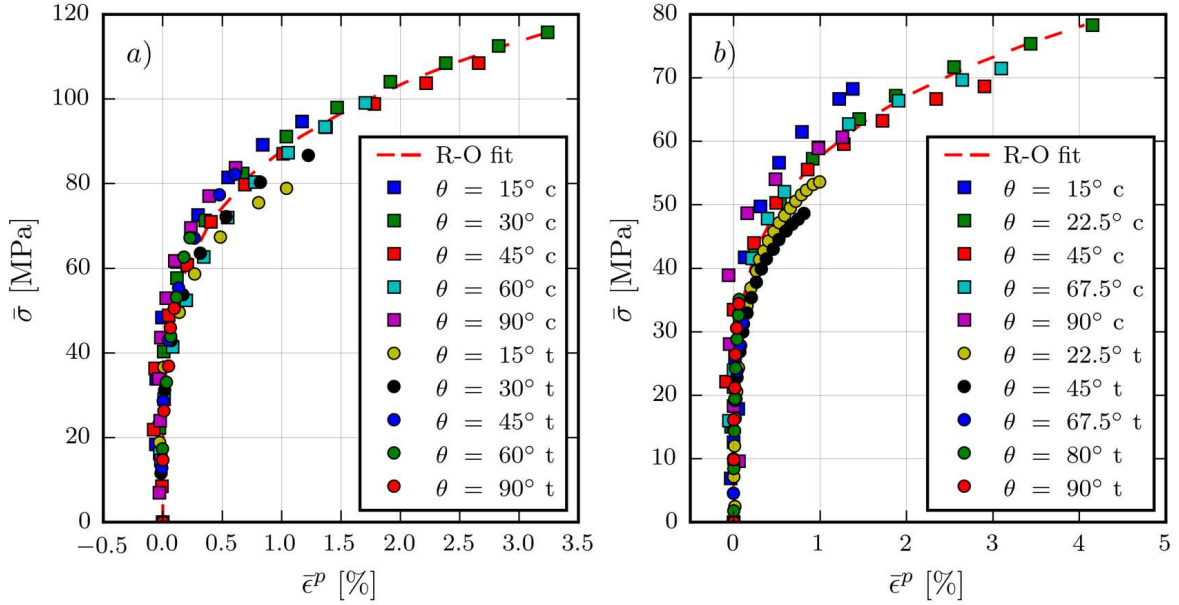 a)
120
100
80
60
40
20
0
σ̄ [MPa]
−0.5 0.0 0.5 1.0 1.5 2.0 2.5 3.0 3.5
ε̄ᵖ [%]
R-O fit
θ = 15° c
θ = 30° c
θ = 45° c
θ = 60° c
θ = 90° c
θ = 15° t
θ = 30° t
θ = 45° t
θ = 60° t
θ = 90° t
b)
80
70
60
50
40
30
20
10
0
σ̄ [MPa]
0 1 2 3 4 5
ε̄ᵖ [%]
R-O fit
θ = 15° c
θ = 22.5° c
θ = 45° c
θ = 67.5° c
θ = 90° c
θ = 22.5° t
θ = 45° t
θ = 67.5° t
θ = 80° t
θ = 90° t